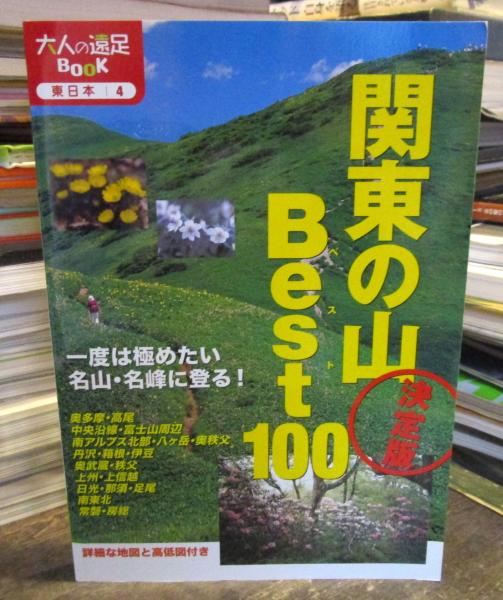 大人の遠足
BOOK
東日本 4
関東の山
Best
ベスト
100
決定版
一度は極めたい
名山・名峰に登る！
奥多摩・高尾
中央沿線・富士山周辺
南アルプス北部・八ヶ岳・奥秩父
丹沢・箱根・伊豆
奥武蔵・秩父
上州・上信越
日光・那須・足尾
南東北
常磐・房総
詳細な地図と高低図付き